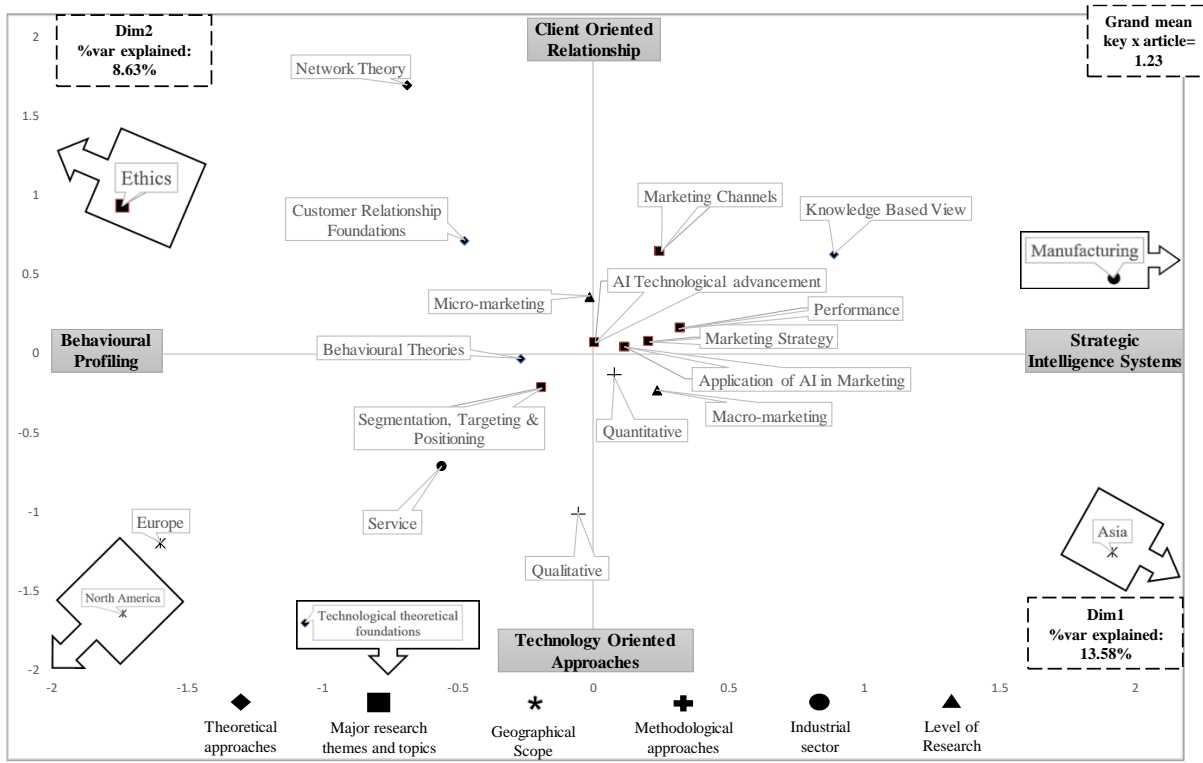 Dim2
%var explained:
8.63%
Client Oriented
Relationship
Grand mean
key x article=
1.23
2
1.5
1
0.5
0
-0.5
-1
-1.5
-2
Network Theory
Ethics
Customer Relationship
Foundations
Marketing Channels
Knowledge Based View
Manufacturing
AI Technological advancement
Micro-marketing
Performance
Behavioural
Profiling
Behavioural Theories
Marketing Strategy
Strategic
Intelligence Systems
Application of AI in Marketing
Segmentation, Targeting &
Positioning
Quantitative
Macro-marketing
Service
Europe
Asia
Qualitative
North America
Technological theoretical
foundations
Technology Oriented
Approaches
Dim1
%var explained:
13.58%
-2
-1.5
-1
-0.5
0
0.5
1
1.5
2
Theoretical
approaches
Major research
themes and topics
Geographical
Scope
Methodological
approaches
Industrial
sector
Level of
Research